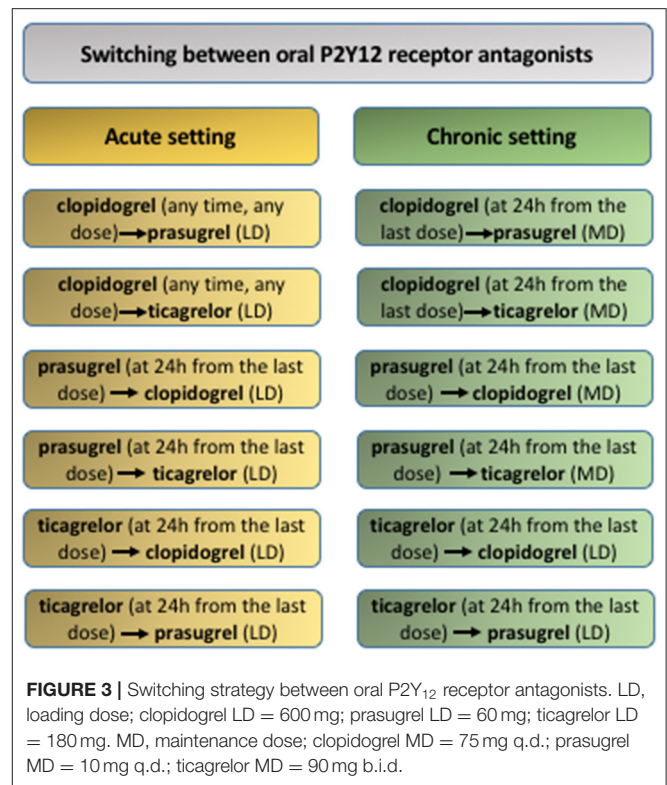 Switching between oral P2Y12 receptor antagonists
Acute setting
Chronic setting
clopidogrel (any time, any
dose)→prasugrel (LD)
clopidogrel (at 24h from the
last dose)→prasugrel (MD)
clopidogrel (any time, any
dose)→ticagrelor (LD)
clopidogrel (at 24h from the
last dose)→ticagrelor (MD)
prasugrel (at 24h from the last
dose) → clopidogrel (LD)
prasugrel (at 24h from the last
dose) → clopidogrel (MD)
prasugrel (at 24h from the last
dose) → ticagrelor (LD)
prasugrel (at 24h from the last
dose) → ticagrelor (MD)
ticagrelor (at 24h from the last
dose) → clopidogrel (LD)
ticagrelor (at 24h from the last
dose) → clopidogrel (LD)
ticagrelor (at 24h from the last
dose) → prasugrel (LD)
ticagrelor (at 24h from the last
dose) → prasugrel (LD)
FIGURE 3 | Switching strategy between oral P2Y₁₂ receptor antagonists. LD,
loading dose; clopidogrel LD = 600 mg; prasugrel LD = 60 mg; ticagrelor LD
= 180 mg. MD, maintenance dose; clopidogrel MD = 75 mg q.d.; prasugrel
MD = 10 mg q.d.; ticagrelor MD = 90 mg b.i.d.